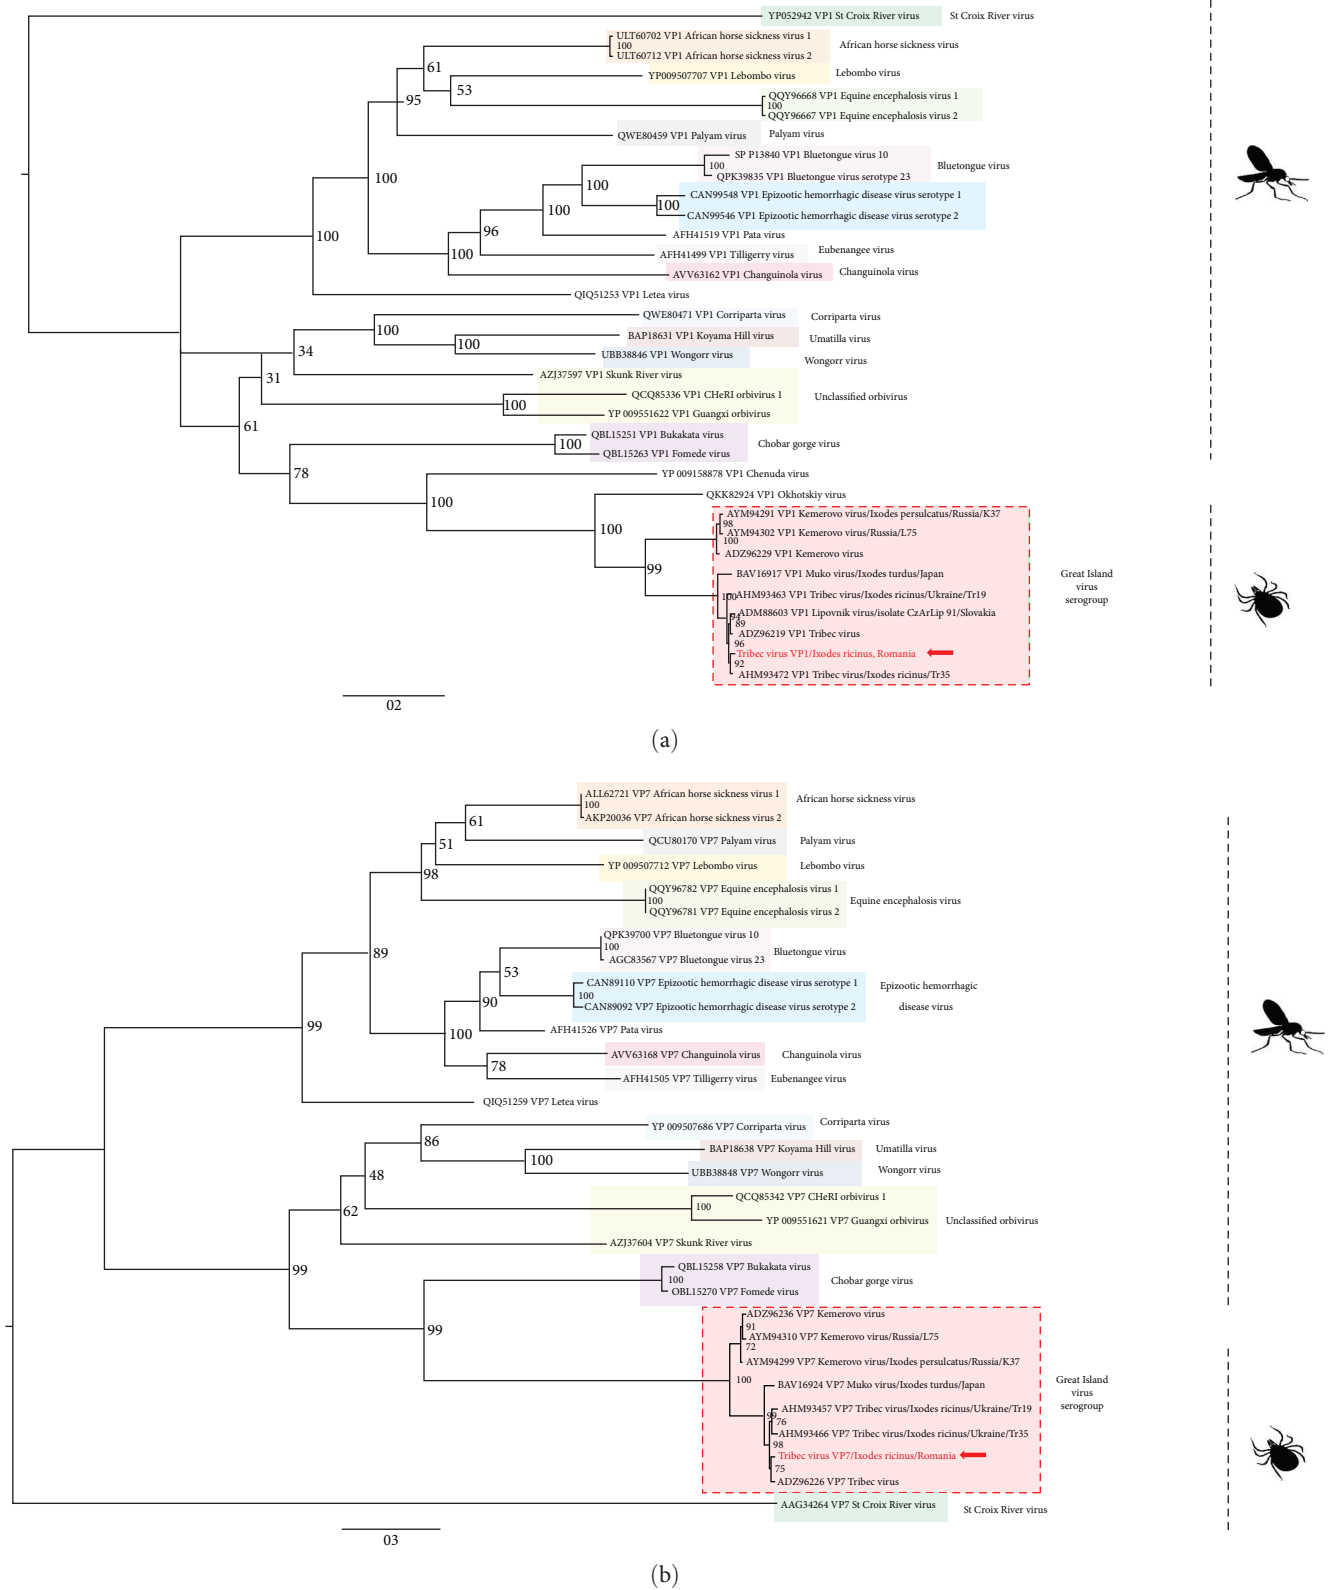 YP052942 VP1 St Croix River virus St Croix River virus
ULT60702 VP1 African horse sickness virus 1
100
African horse sickness virus
ULT60712 VP1 African horse sickness virus 2
61
YP009507707 VP1 Lebombo virus Lebombo virus
53
95
QQY96668 VP1 Equine encephalosis virus 1
100
QQY96667 VP1 Equine encephalosis virus 2
QWE80459 VP1 Palyam virus Palyam virus
SP P13840 VP1 Bluetongue virus 10
100
Bluetongue virus
QPK39835 VP1 Bluetongue virus serotype 23
100
100
CAN99548 VP1 Epizootic hemorrhagic disease virus serotype 1
100
100
CAN99546 VP1 Epizootic hemorrhagic disease virus serotype 2
96
100
AFH41519 VP1 Pata virus
100
AFH41499 VP1 Tilligerry virus Eubenangee virus
AVV63162 VP1 Changuinola virus Changuinola virus
QIQ51253 VP1 Letea virus
QWE80471 VP1 Corriparta virus Corriparta virus
100
BAP18631 VP1 Koyama Hill virus Umatilla virus
100
34
UBB38846 VP1 Wongorr virus Wongorr virus
31
AZJ37597 VP1 Skunk River virus
QCQ85336 VP1 CHeRI orbivirus 1 Unclassified orbivirus
100
YP 009551622 VP1 Guangxi orbivirus
61
QBL15251 VP1 Bukakata virus
100
Chobar gorge virus
QBL15263 VP1 Fomede virus
78
YP 009158878 VP1 Chenuda virus
100
QKK82924 VP1 Okhotskiy virus
100
AYM94291 VP1 Kemerovo virus/Ixodes persulcatus/Russia/K37
98
AYM94302 VP1 Kemerovo virus/Russia/L75
100
ADZ96229 VP1 Kemerovo virus
99
BAV16917 VP1 Muko virus/Ixodes turdus/Japan
Great Island
virus
serogroup
100
AHM93463 VP1 Tribec virus/Ixodes ricinus/Ukraine/Tr19
94
ADM88603 VP1 Lipovnik virus/isolate CzArLip 91/Slovakia
89
ADZ96219 VP1 Tribec virus
96
Tribec virus VP1/Ixodes ricinus, Romania
92
AHM93472 VP1 Tribec virus/Ixodes ricinus/Tr35
02
(a)
ALL62721 VP7 African horse sickness virus 1
100
African horse sickness virus
AKP20036 VP7 African horse sickness virus 2
61
QCU80170 VP7 Palyam virus Palyam virus
51
YP 009507712 VP7 Lebombo virus Lebombo virus
98
QQY96782 VP7 Equine encephalosis virus 1
100
Equine encephalosis virus
QQY96781 VP7 Equine encephalosis virus 2
QPK39700 VP7 Bluetongue virus 10
100
Bluetongue virus
89
AGC83567 VP7 Bluetongue virus 23
53
CAN89110 VP7 Epizootic hemorrhagic disease virus serotype 1
100
Epizootic hemorrhagic
disease virus
90
CAN89092 VP7 Epizootic hemorrhagic disease virus serotype 2
99
AFH41526 VP7 Pata virus
100
AVV63168 VP7 Changuinola virus Changuinola virus
78
AFH41505 VP7 Tilligerry virus Eubenangee virus
QIQ51259 VP7 Letea virus
YP 009507686 VP7 Corriparta virus Corriparta virus
86
BAP18638 VP7 Koyama Hill virus Umatilla virus
100
48
UBB38848 VP7 Wongorr virus Wongorr virus
QCQ85342 VP7 CHeRI orbivirus 1
100
62
YP 009551621 VP7 Guangxi orbivirus Unclassified orbivirus
AZJ37604 VP7 Skunk River virus
99
QBL15258 VP7 Bukakata virus
100
Chobar gorge virus
OBL15270 VP7 Fomede virus
99
ADZ96236 VP7 Kemerovo virus
91
AYM94310 VP7 Kemerovo virus/Russia/L75
72
AYM94299 VP7 Kemerovo virus/Ixodes persulcatus/Russia/K37
100
BAV16924 VP7 Muko virus/Ixodes turdus/Japan
Great Island
virus
serogroup
AHM93457 VP7 Tribec virus/Ixodes ricinus/Ukraine/Tr19
99
76
AHM93466 VP7 Tribec virus/Ixodes ricinus/Ukraine/Tr35
98
Tribec virus VP7/Ixodes ricinus/Romania
75
ADZ96226 VP7 Tribec virus
AAG34264 VP7 St Croix River virus St Croix River virus
03
(b)